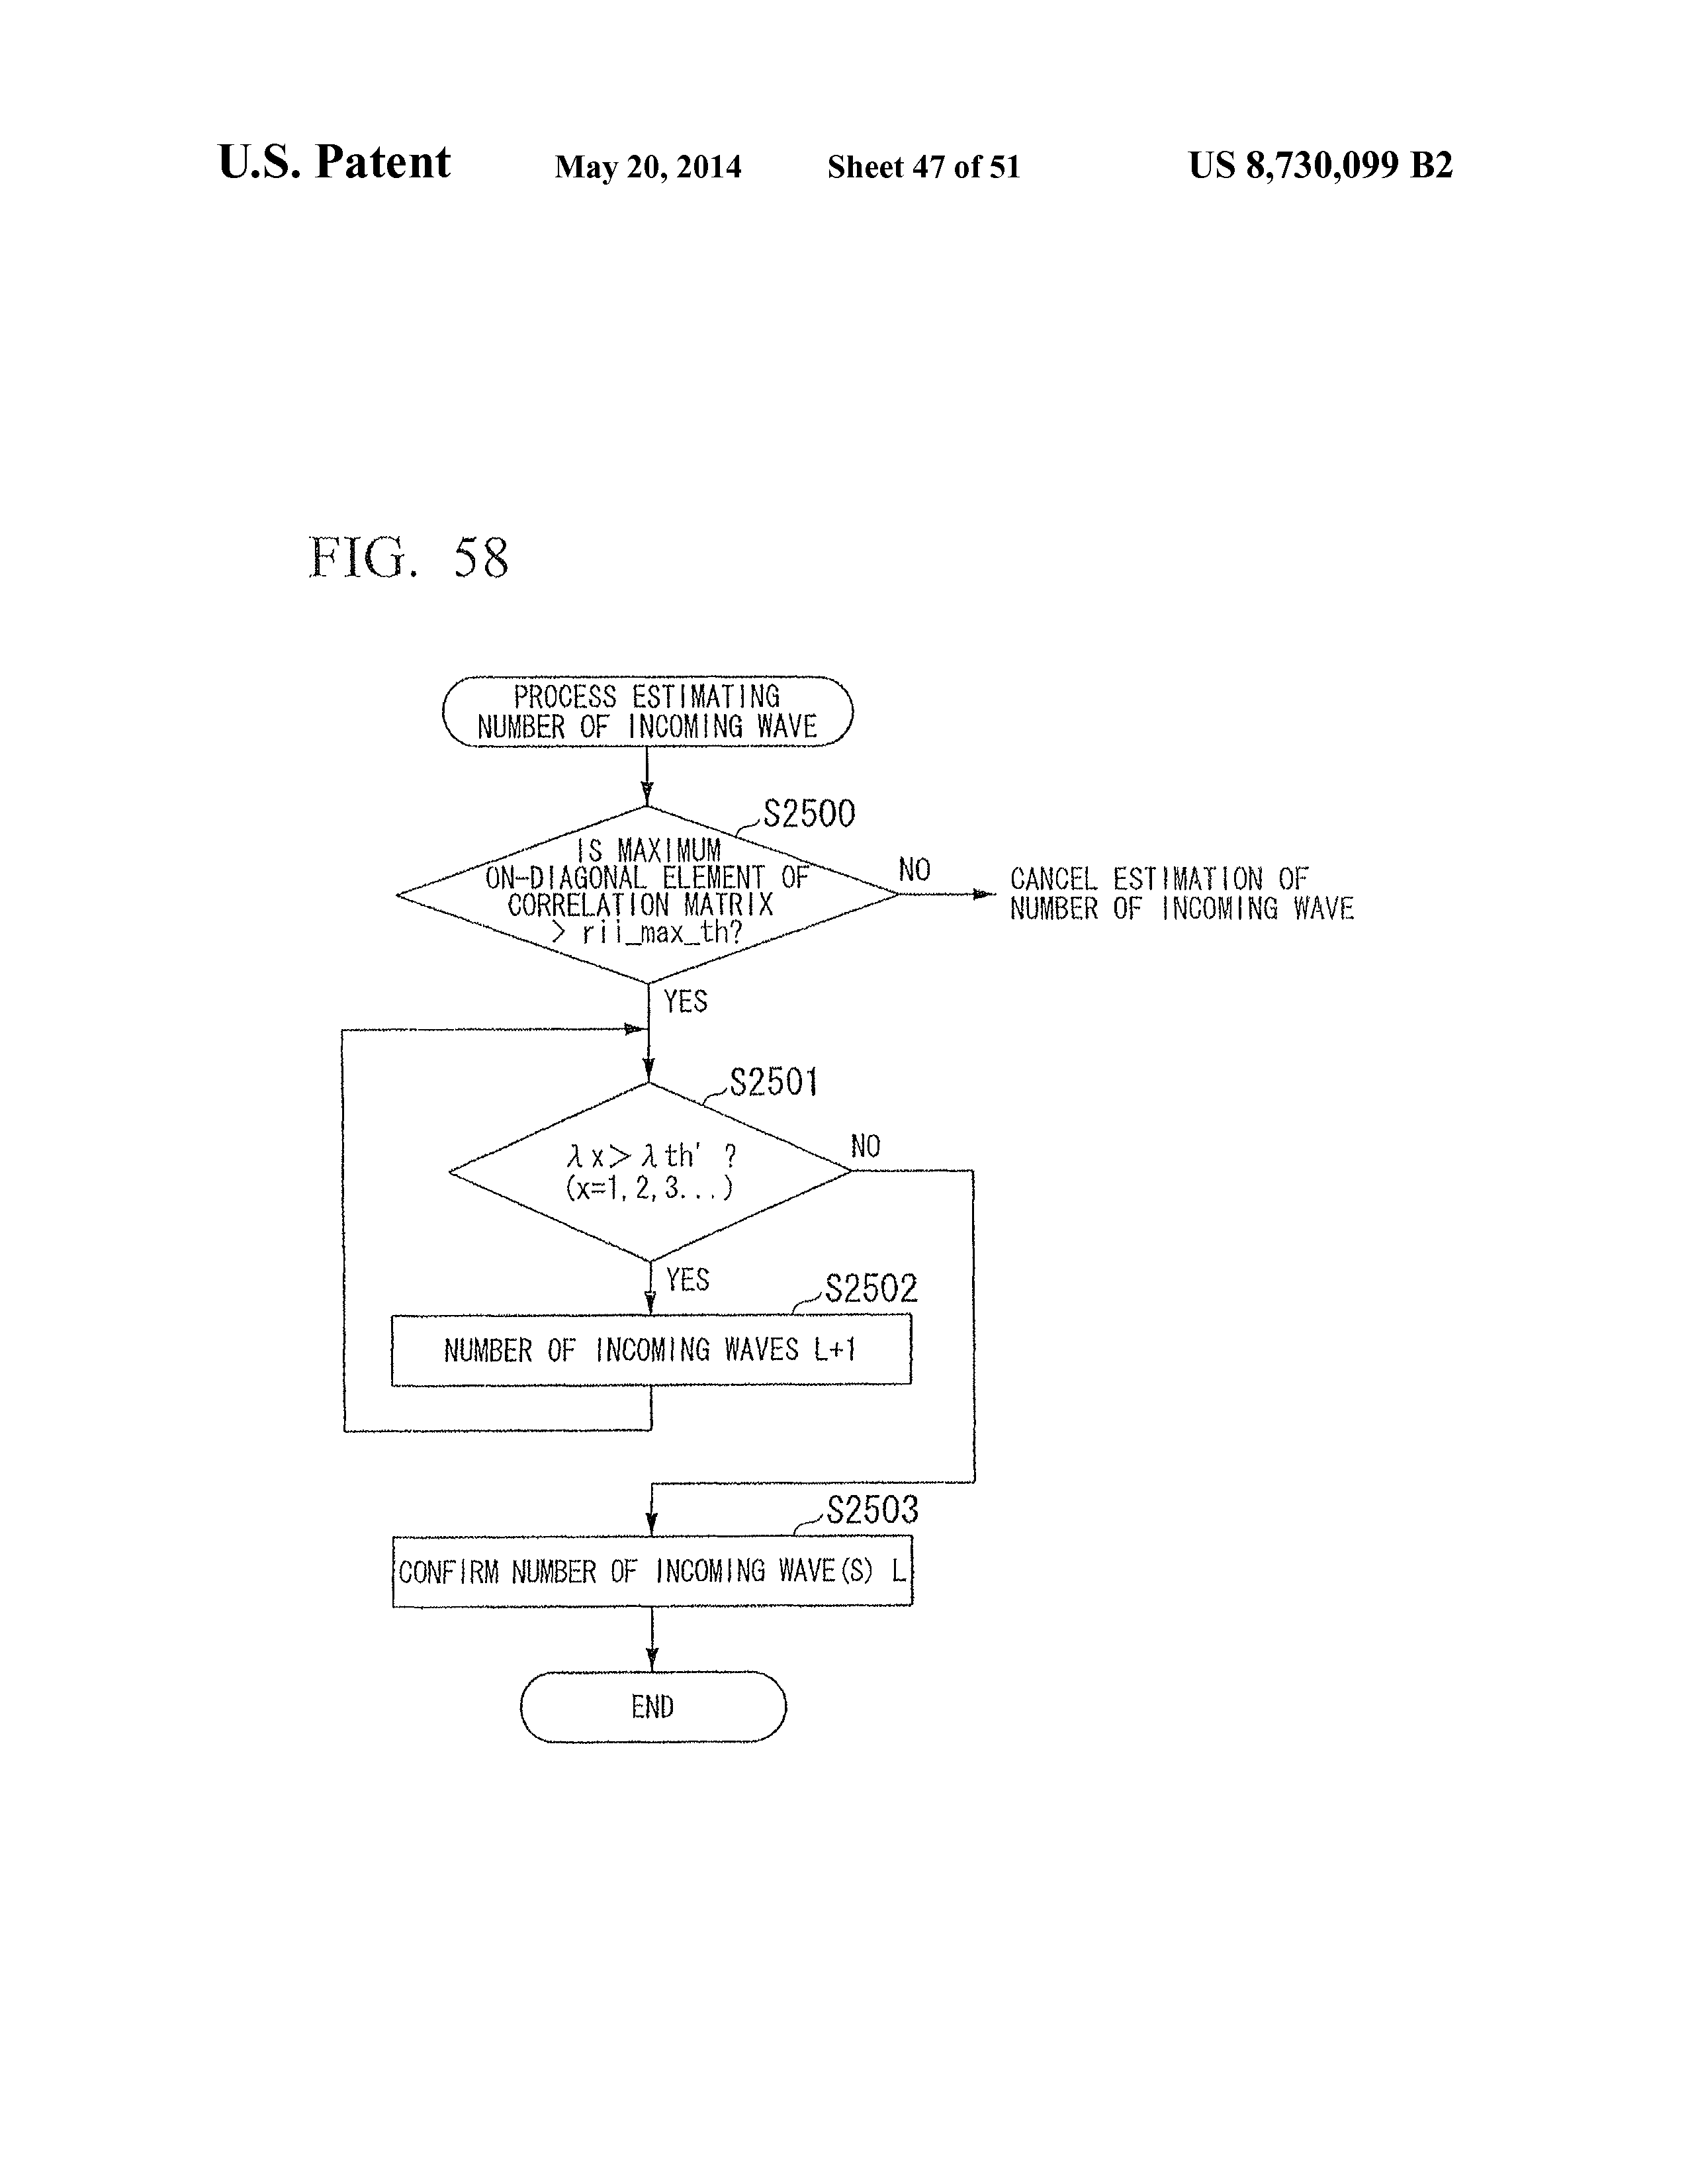 U.S. Patent May 20, 2014 Sheet 47 of 51 US 8,730,099 B2
FIG. 58
PROCESS ESTIMATING
NUMBER OF INCOMING WAVE
S2500
IS MAXIMUM
ON-DIAGONAL ELEMENT OF
CORRELATION MATRIX
> rii_max_th?
NO
CANCEL ESTIMATION OF
NUMBER OF INCOMING WAVE
YES
S2501
λx>λth' ?
(x=1, 2, 3...)
NO
YES
S2502
NUMBER OF INCOMING WAVES L+1
S2503
CONFIRM NUMBER OF INCOMING WAVE(S) L
END